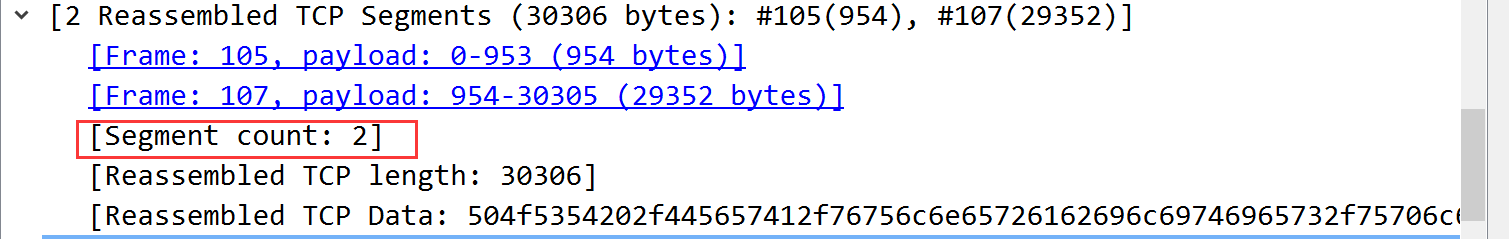 [2 Reassembled TCP Segments (30306 bytes): #105(954), #107(29352)]
[Frame: 105, payload: 0-953 (954 bytes)]
[Frame: 107, payload: 954-30305 (29352 bytes)]
[Segment count: 2]
[Reassembled TCP length: 30306]
[Reassembled TCP Data: 504f5354202f445657412f76756c6e65726162696c69746965732f75706c6